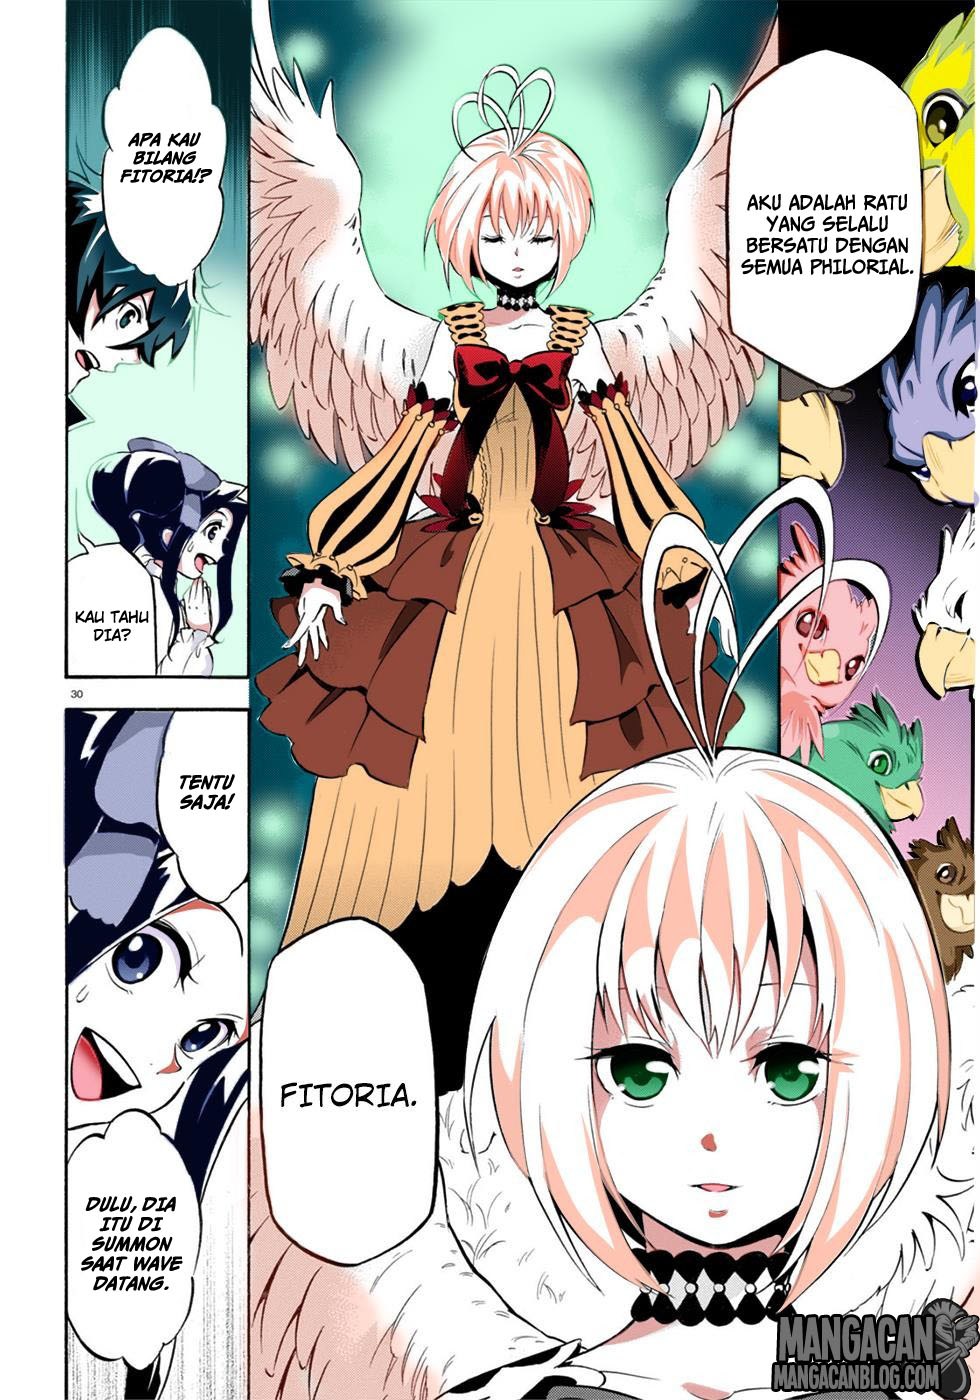 AKU ADALAH RATU
YANG SELALU
BERSATU DENGAN
SEMUA PHILORIAL.
FITORIA.
APA KAU
BILANG
FITORIA!?
KAU TAHU
DIA?
30
TENTU
SAJA!
DULU, DIA
ITU DI
SUMMON
SAAT WAVE
DATANG.
MANGACAN
MANGACANBLOG.COM